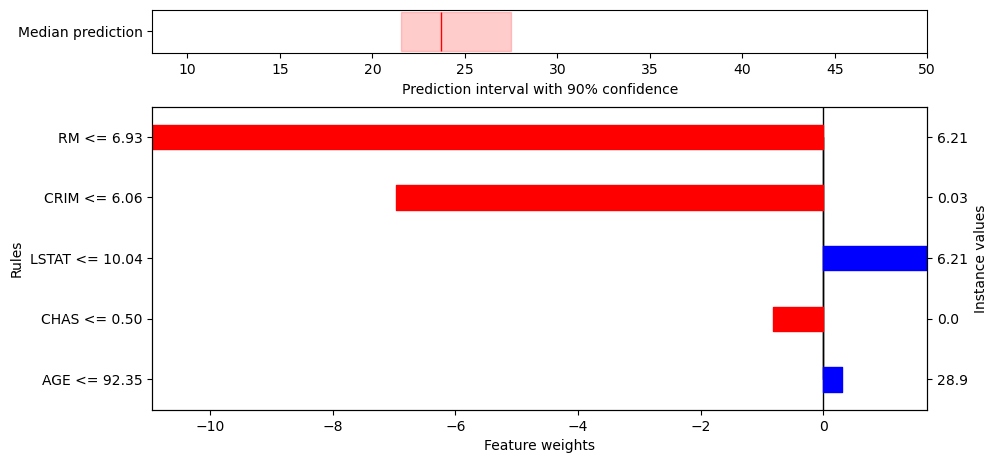 Median prediction
10 15 20 25 30 35 40 45 50
Prediction interval with 90% confidence
Rules
RM <= 6.93 6.21
CRIM <= 6.06 0.03
LSTAT <= 10.04 6.21
CHAS <= 0.50 0.0
AGE <= 92.35 28.9
Instance values
−10 −8 −6 −4 −2 0
Feature weights